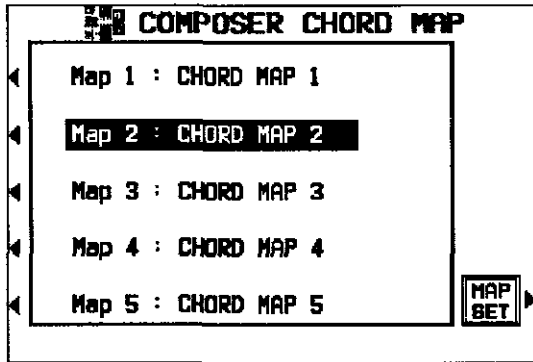 COMPOSER CHORD MAP
Map 1 : CHORD MAP 1
Map 2 : CHORD MAP 2
Map 3 : CHORD MAP 3
Map 4 : CHORD MAP 4
Map 5 : CHORD MAP 5
MAP
SET